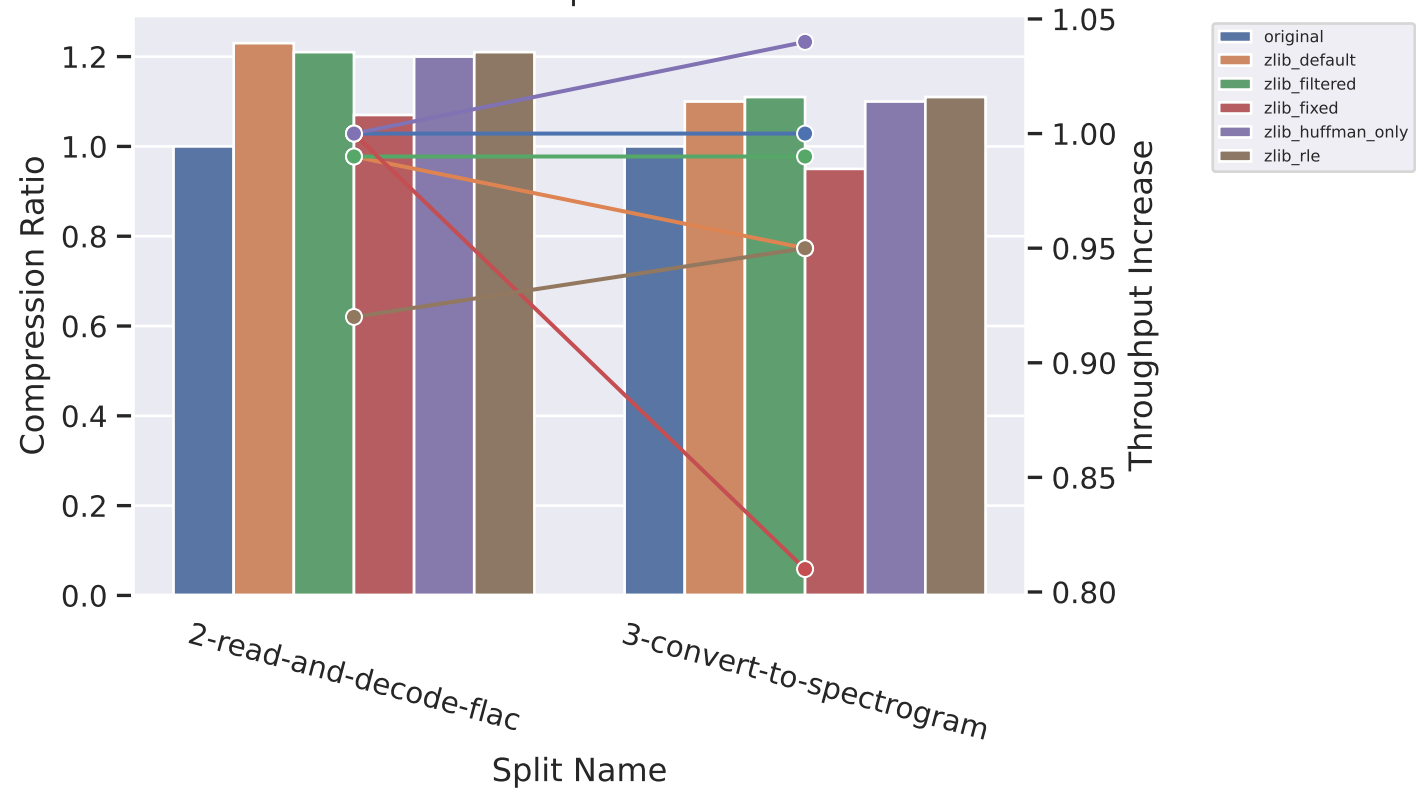 Compression Ratio
1.2
1.0
0.8
0.6
0.4
0.2
0.0
1.05
1.00
0.95
0.90
0.85
0.80
Throughput Increase
2-read-and-decode-flac
3-convert-to-spectrogram
Split Name
original
zlib_default
zlib_filtered
zlib_fixed
zlib_huffman_only
zlib_rle